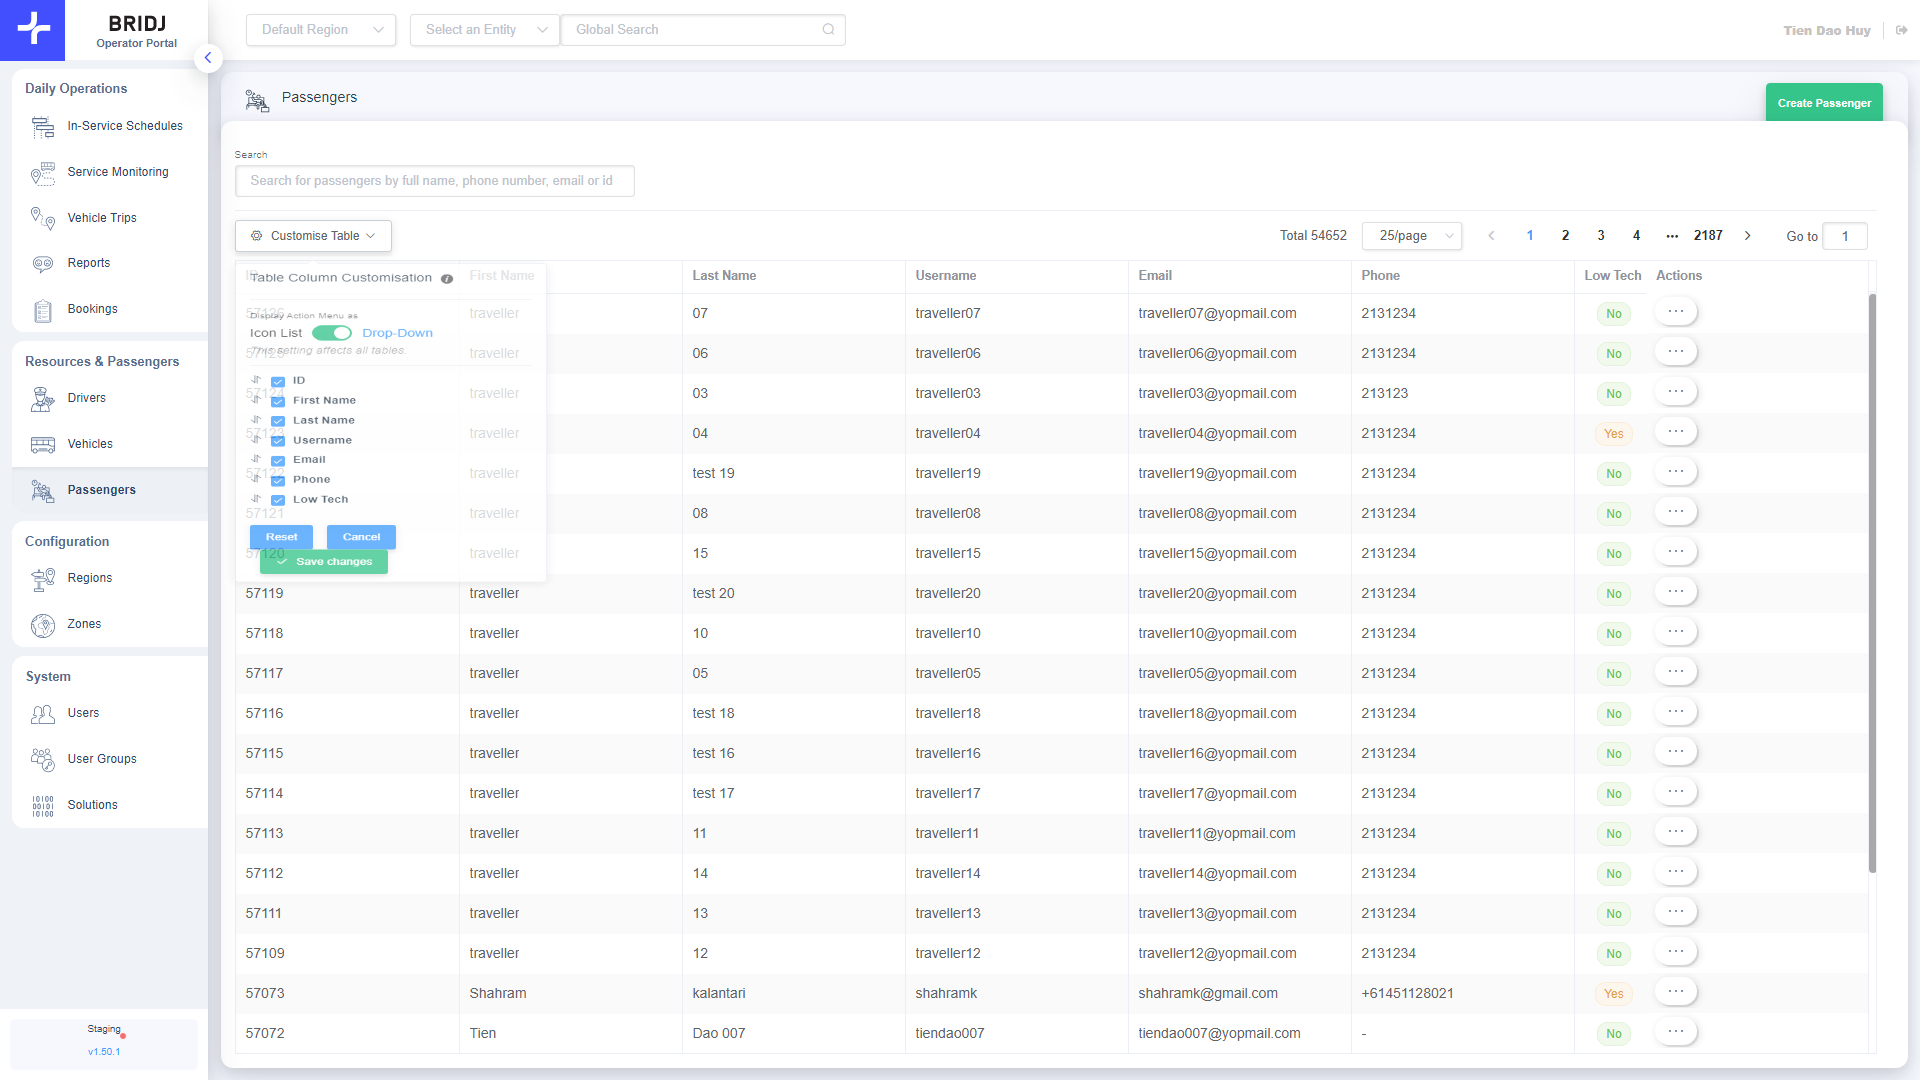 BRIDJ
Operator Portal
Default Region
Select an Entity
Global Search
Tien Dao Huy
Daily Operations
In-Service Schedules
Service Monitoring
Vehicle Trips
Reports
Bookings
Resources & Passengers
Drivers
Vehicles
Passengers
Configuration
Regions
Zones
System
Users
User Groups
Solutions
Staging
v1.50.1
Passengers
Create Passenger
Search
Search for passengers by full name, phone number, email or id
Customise Table
Total 54652 25/page 1 2 3 4 ••• 2187 Go to 1
Table Column Customisation
Display Action Menu as
Icon List Drop-Down
This setting affects all tables.
ID
First Name
Last Name
Username
Email
Phone
Low Tech
Reset Cancel
Save changes
First Name Last Name Username Email Phone Low Tech Actions
traveller 07 traveller07 traveller07@yopmail.com 2131234 No ...
57125 traveller 06 traveller06 traveller06@yopmail.com 2131234 No ...
57124 traveller 03 traveller03 traveller03@yopmail.com 213123 No ...
57123 traveller 04 traveller04 traveller04@yopmail.com 2131234 Yes ...
57122 traveller test 19 traveller19 traveller19@yopmail.com 2131234 No ...
57121 traveller 08 traveller08 traveller08@yopmail.com 2131234 No ...
57120 traveller 15 traveller15 traveller15@yopmail.com 2131234 No ...
57119 traveller test 20 traveller20 traveller20@yopmail.com 2131234 No ...
57118 traveller 10 traveller10 traveller10@yopmail.com 2131234 No ...
57117 traveller 05 traveller05 traveller05@yopmail.com 2131234 No ...
57116 traveller test 18 traveller18 traveller18@yopmail.com 2131234 No ...
57115 traveller test 16 traveller16 traveller16@yopmail.com 2131234 No ...
57114 traveller test 17 traveller17 traveller17@yopmail.com 2131234 No ...
57113 traveller 11 traveller11 traveller11@yopmail.com 2131234 No ...
57112 traveller 14 traveller14 traveller14@yopmail.com 2131234 No ...
57111 traveller 13 traveller13 traveller13@yopmail.com 2131234 No ...
57109 traveller 12 traveller12 traveller12@yopmail.com 2131234 No ...
57073 Shahram kalantari shahramk shahramk@gmail.com +61451128021 Yes ...
57072 Tien Dao 007 tiendao007 tiendao007@yopmail.com - No ...